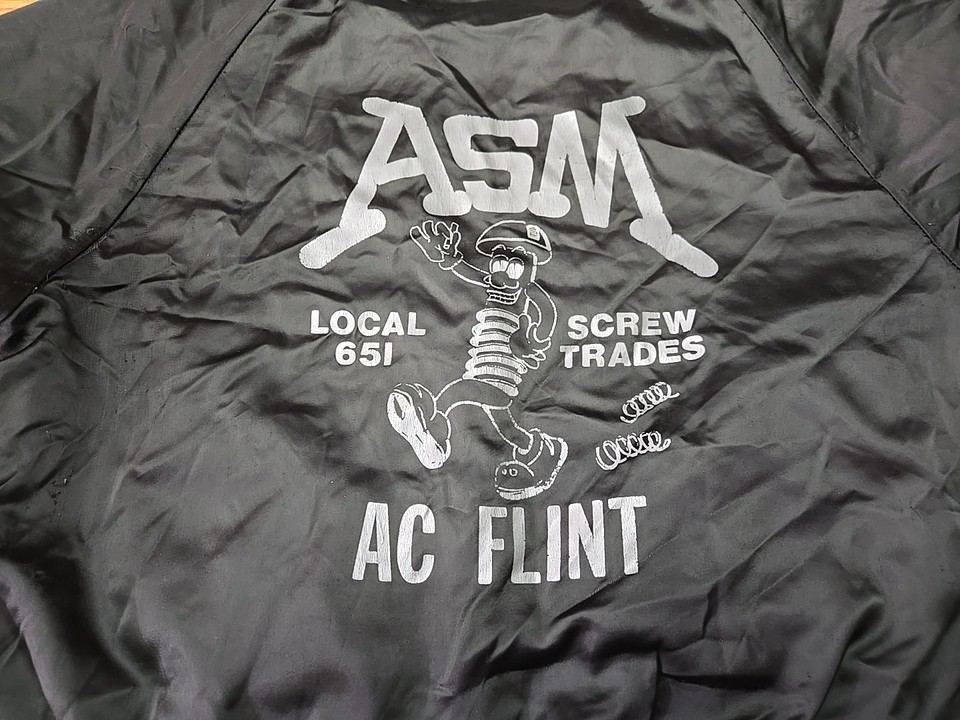 ASM
LOCAL
651
SCREW
TRADES
AC FLINT